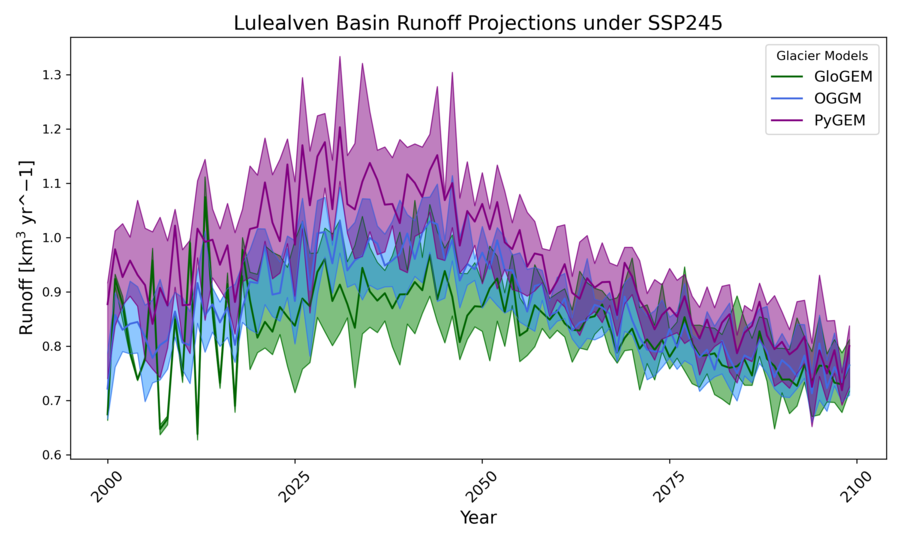 Lulealven Basin Runoff Projections under SSP245
Glacier Models
GloGEM
OGGM
PyGEM
Runoff [km³ yr^−1]
1.3
1.2
1.1
1.0
0.9
0.8
0.7
0.6
2000
2025
2050
2075
2100
Year